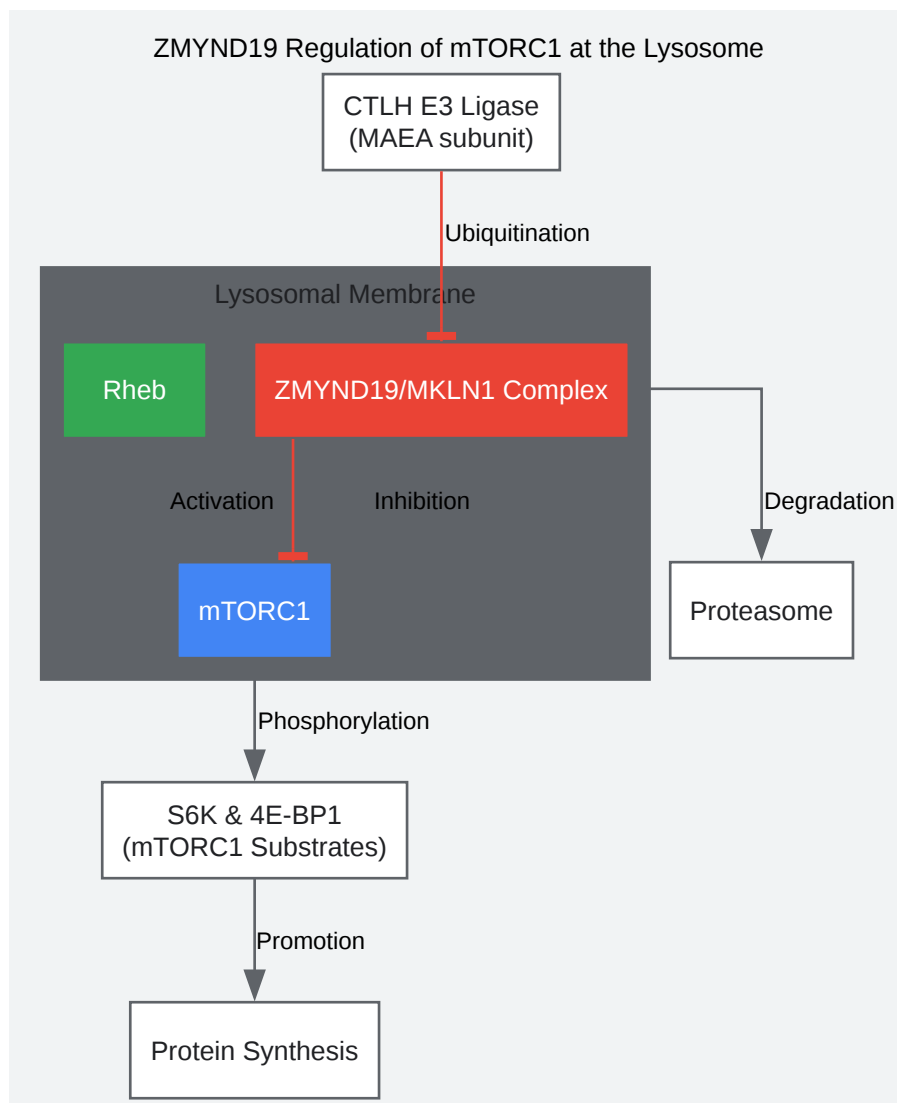 ZMYND19 Regulation of mTORC1 at the Lysosome
CTLH E3 Ligase
(MAEA subunit)
Ubiquitination
Lysosomal Membrane
Rheb
ZMYND19/MKLN1 Complex
Activation
Inhibition
Degradation
mTORC1
Proteasome
Phosphorylation
S6K & 4E-BP1
(mTORC1 Substrates)
Promotion
Protein Synthesis